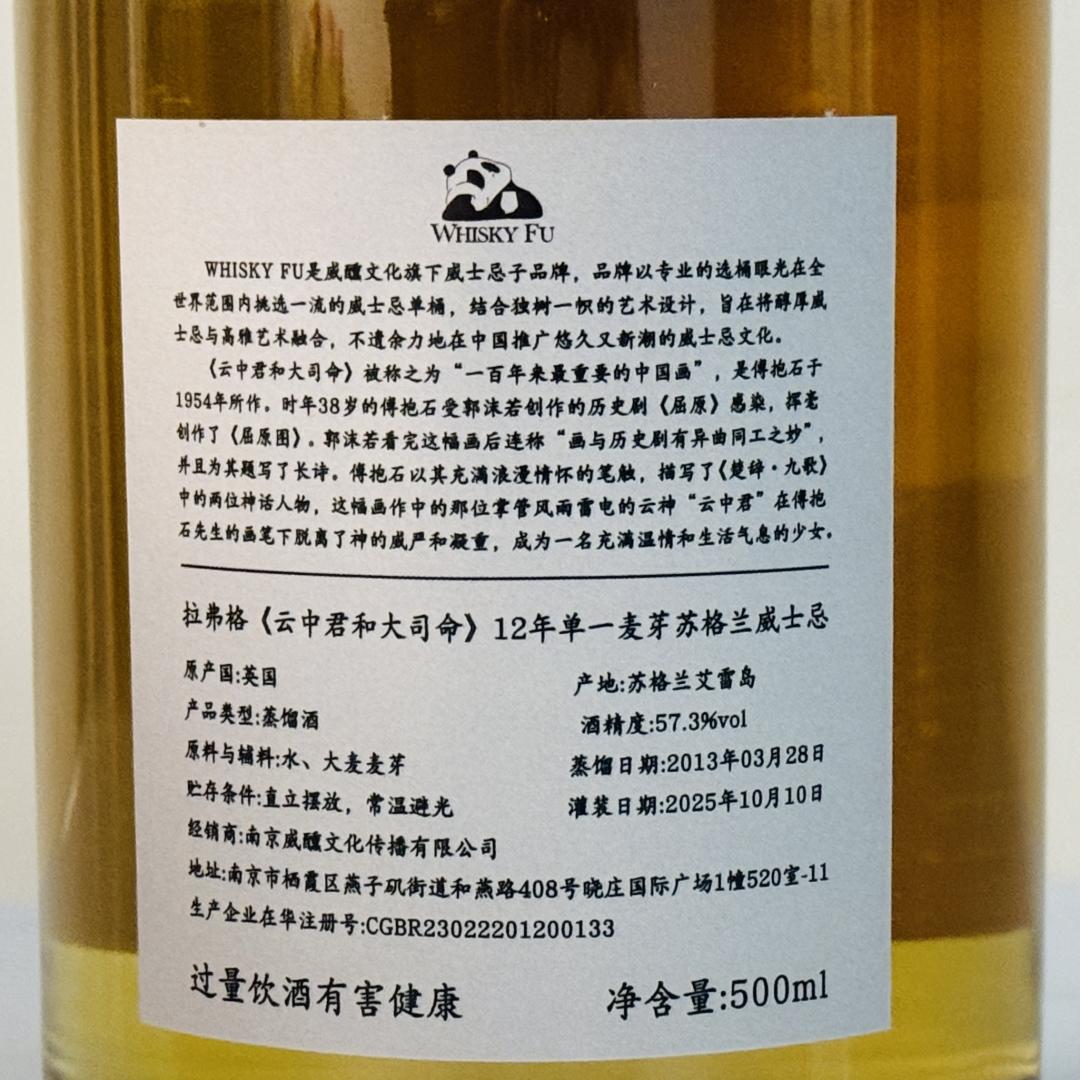 WHISKY FU
WHISKY FU是威醺文化旗下威士忌子品牌，品牌以专业的选桶眼光在全
世界范围内挑选一流的威士忌单桶，结合独树一帜的艺术设计，旨在将醇厚威
士忌与高雅艺术融合，不遗余力地在中国推广悠久又新潮的威士忌文化。
《云中君和大司命》被称之为“一百年来最重要的中国画”，是傅抱石于
1954年所作。时年38岁的傅抱石受郭沫若创作的历史剧《屈原》感染，挥毫
创作了《屈原图》。郭沫若看完这幅画后连称“画与历史剧有异曲同工之妙”，
并且为其题写了长诗。傅抱石以其充满浪漫情怀的笔触，描写了《楚辞·九歌》
中的两位神话人物，这幅画作中的那位掌管风雨雷电的云神“云中君”在傅抱
石先生的画笔下脱离了神的威严和凝重，成为一名充满温情和生活气息的少女。
拉弗格《云中君和大司命》12年单一麦芽苏格兰威士忌
原产国:英国 产地:苏格兰艾雷岛
产品类型:蒸馏酒 酒精度:57.3%vol
原料与辅料:水、大麦麦芽 蒸馏日期:2013年03月28日
贮存条件:直立摆放，常温避光 灌装日期:2025年10月10日
经销商:南京威醺文化传播有限公司
地址:南京市栖霞区燕子矶街道和燕路408号晓庄国际广场1幢520室-11
生产企业在华注册号:CGBR23022201200133
过量饮酒有害健康 净含量:500ml